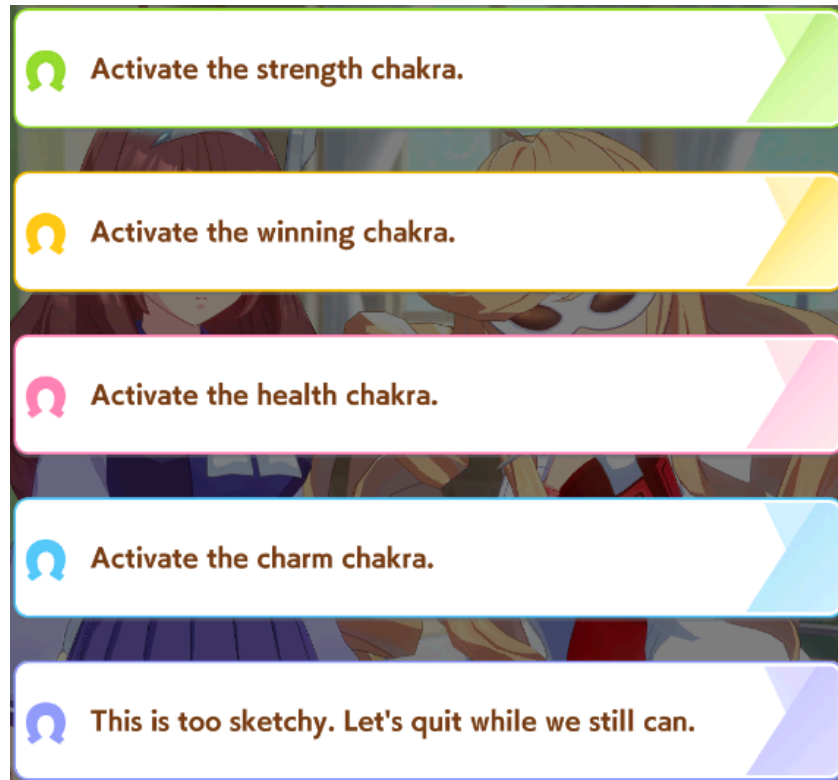 Activate the strength chakra.
Activate the winning chakra.
Activate the health chakra.
Activate the charm chakra.
This is too sketchy. Let's quit while we still can.